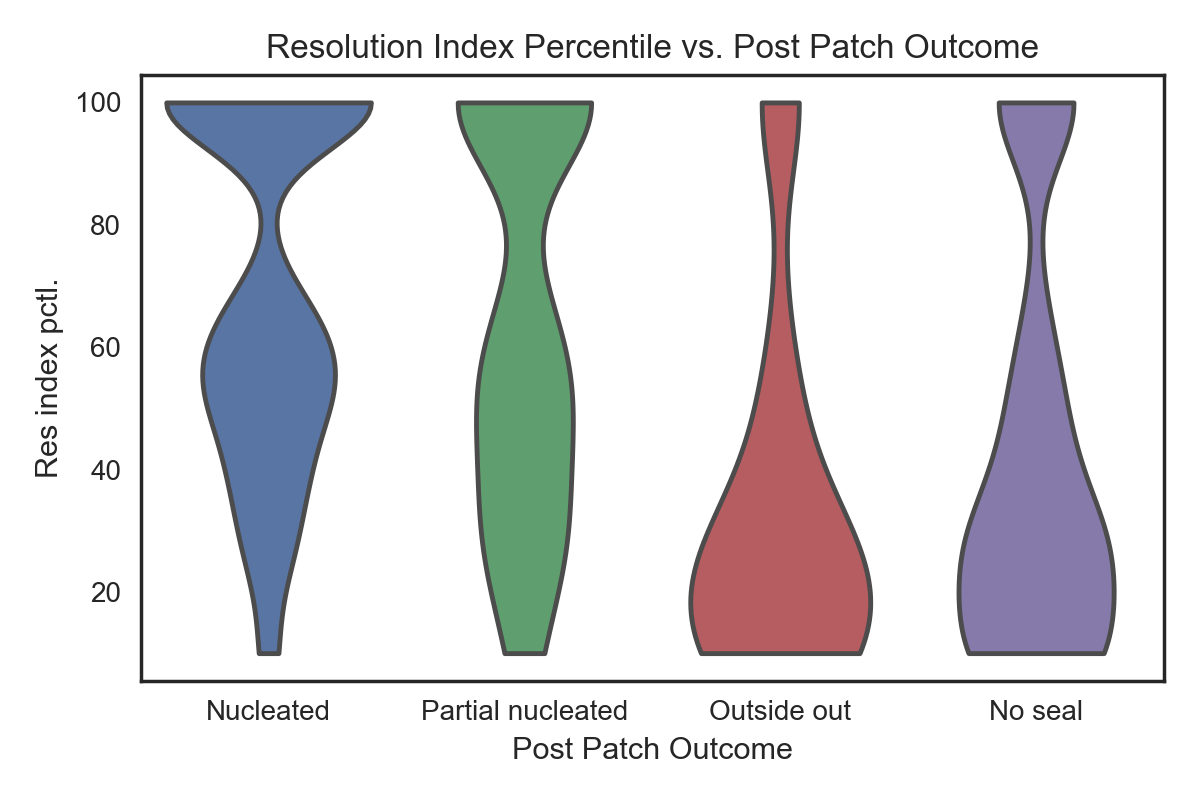 Resolution Index Percentile vs. Post Patch Outcome
100
80
60
40
20
Res index pctl.
Nucleated
Partial nucleated
Outside out
No seal
Post Patch Outcome